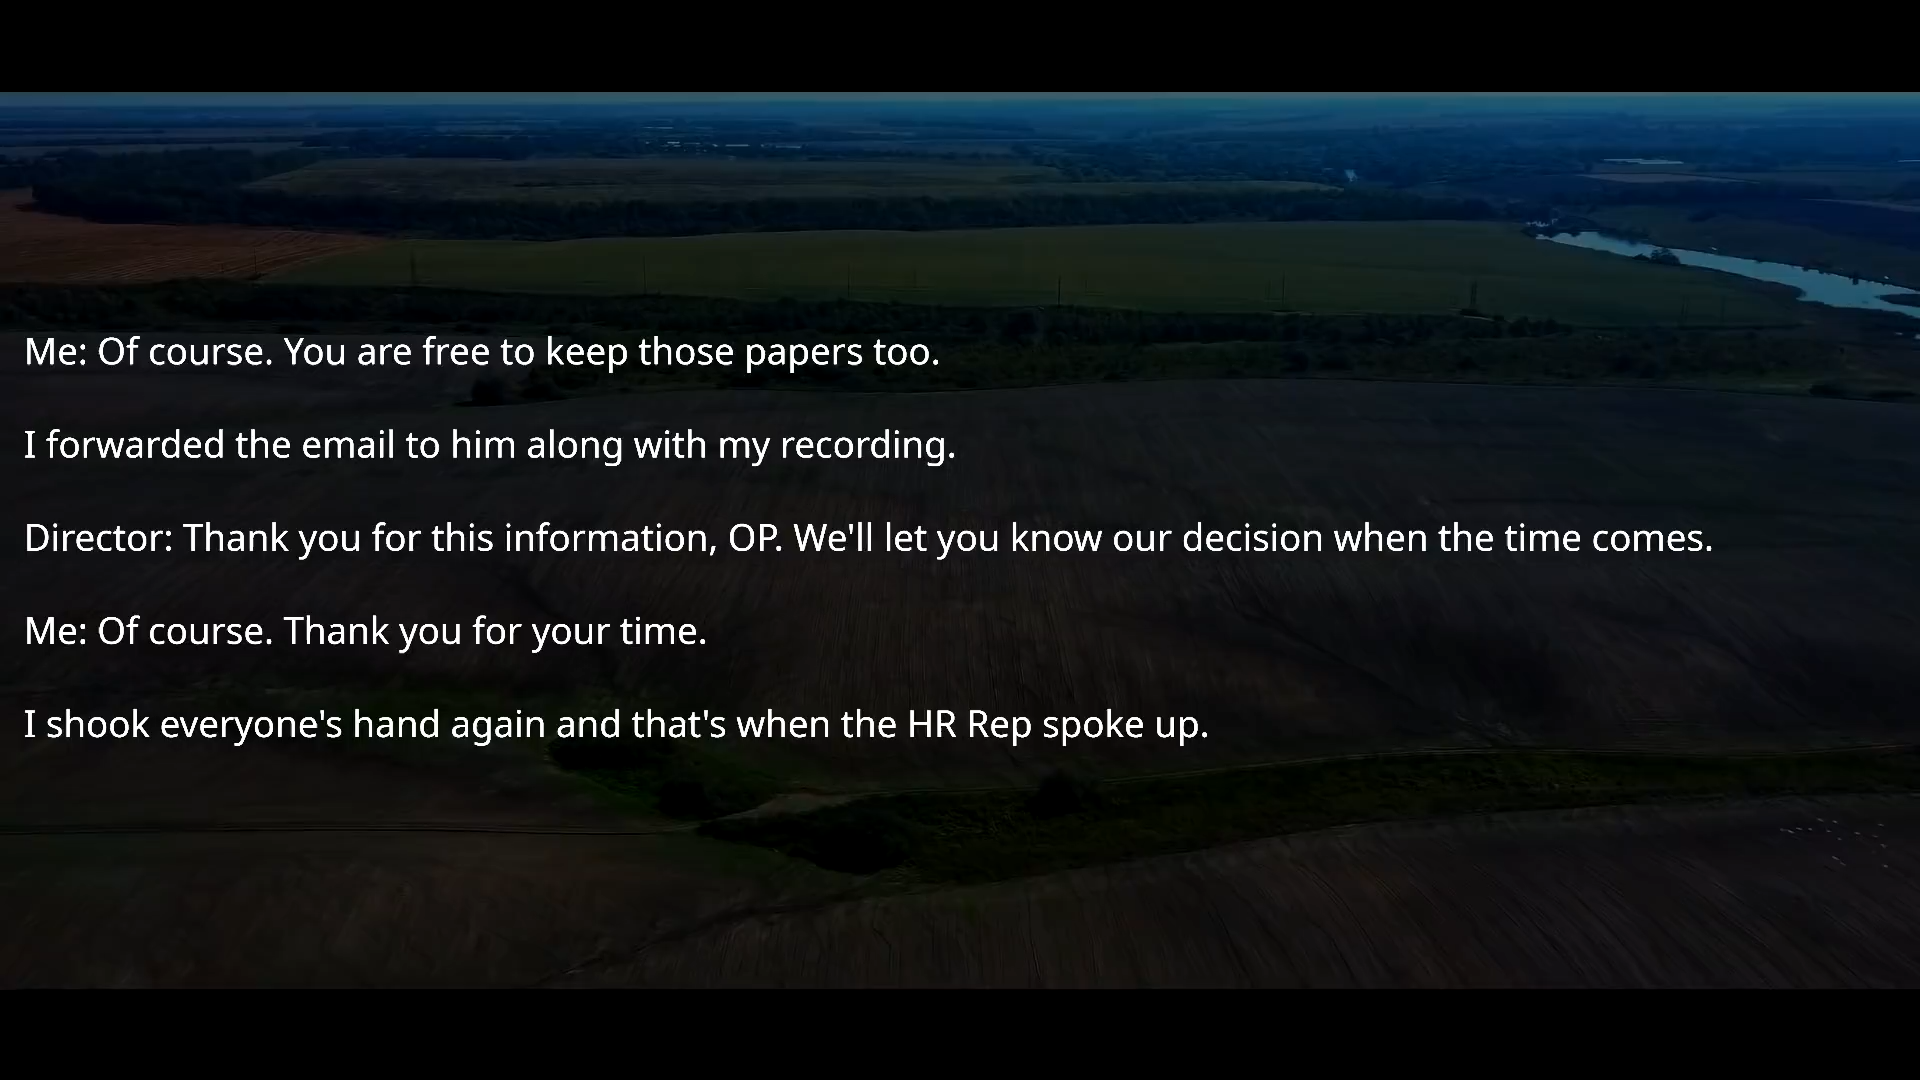 Me: Of course. You are free to keep those papers too.
I forwarded the email to him along with my recording.
Director: Thank you for this information, OP. We'll let you know our decision when the time comes.
Me: Of course. Thank you for your time.
I shook everyone's hand again and that's when the HR Rep spoke up.